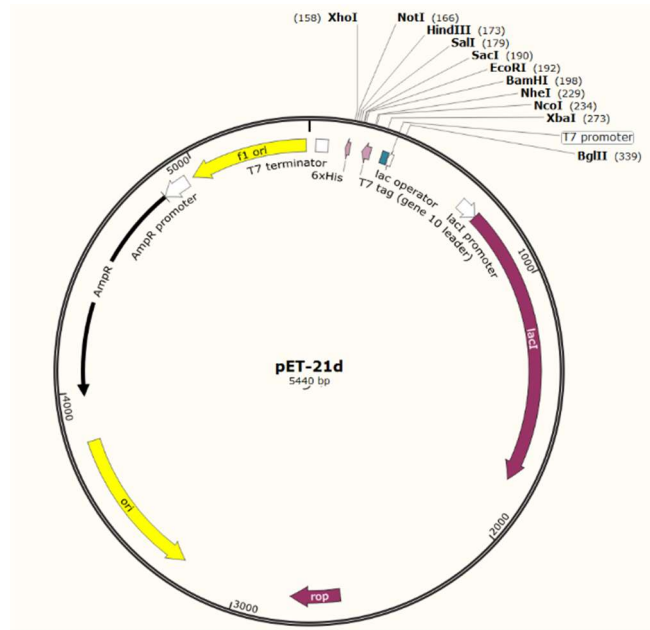 (158) XhoI
NotI (166)
HindIII (173)
SalI (179)
SacI (190)
EcoRI (192)
BamHI (198)
NheI (229)
NcoI (234)
XbaI (273)
T7 promoter
BglII (339)
5000
f1 ori
T7 terminator
6xHis
T7 tag (gene 10 leader)
lac operator
lacI promoter
AmpR promoter
AmpR
1000
lacI
pET-21d
5440 bp
4000
ori
2000
rop
3000